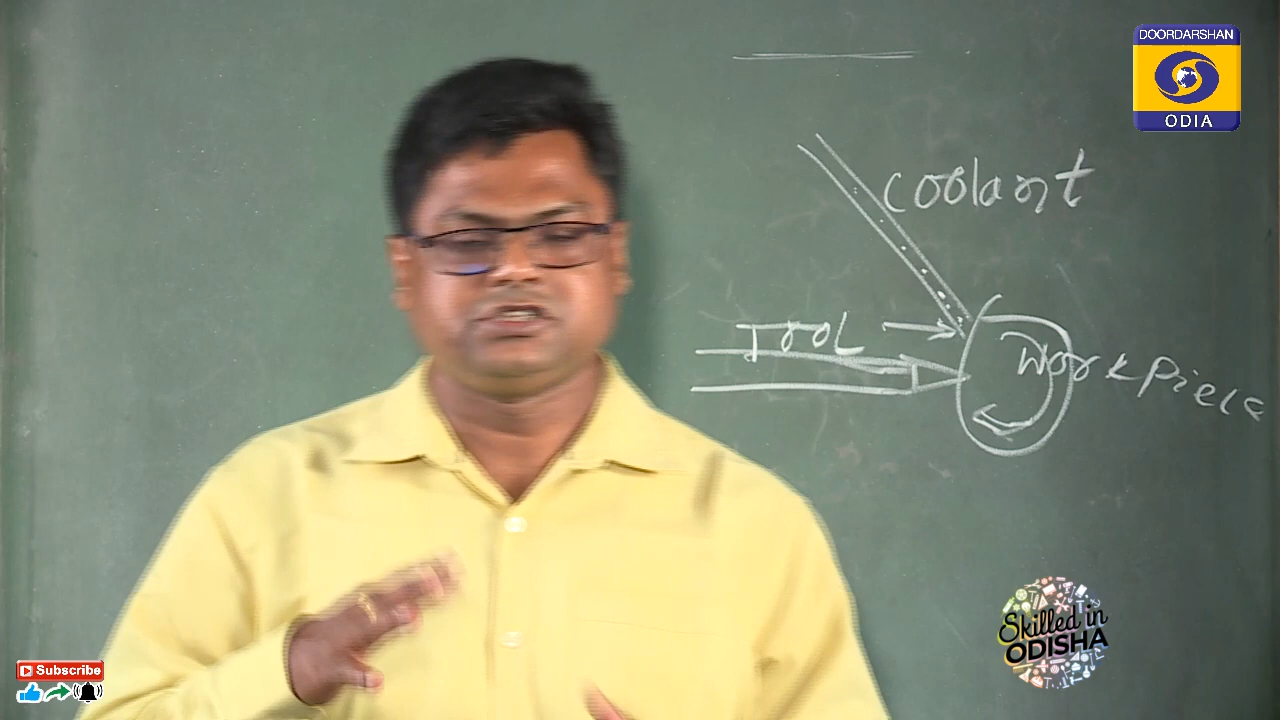 DOORDARSHAN
ODIA
coolant
TOOL
Workpiece
Skilled in
ODISHA
Subscribe